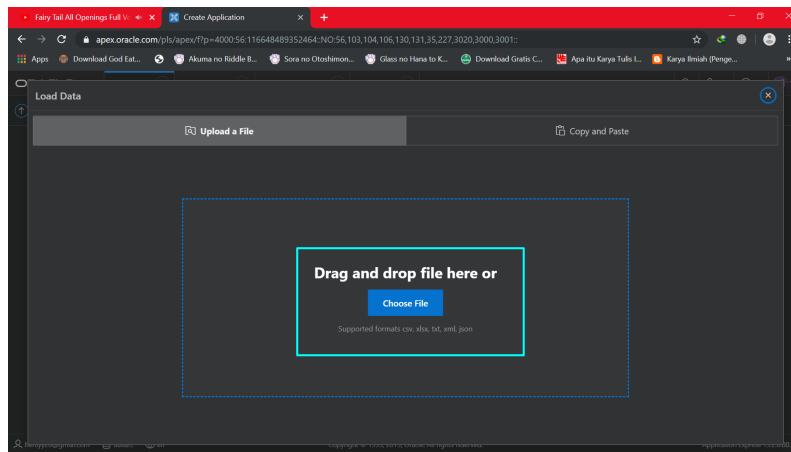 Fairy Tail All Openings Full V
Create Application
apex.oracle.com/pls/apex/f?p=4000:56:116648489352464::NO:56,103,104,106,130,131,35,227,3020,3000,3001::
Apps Download God Eat... Akuma no Riddle B... Sora no Otoshimon... Glass no Hana to K... Download Gratis C... Apa itu Karya Tulis I... Karya Ilmiah (Penge...
Load Data
Upload a File
Copy and Paste
Drag and drop file here or
Choose File
Supported formats csv, xlsx, txt, xml, json